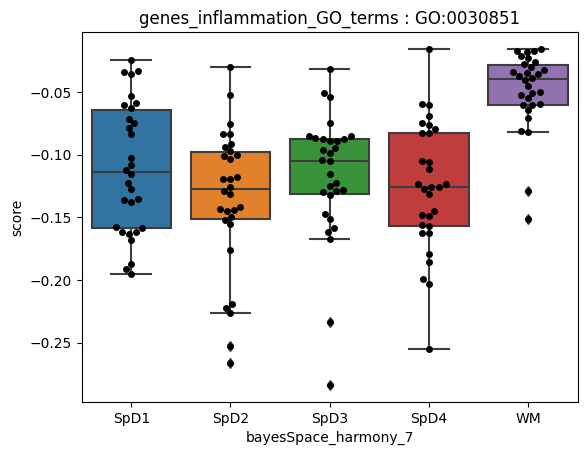 genes_inflammation_GO_terms : GO:0030851
score
−0.05
−0.10
−0.15
−0.20
−0.25
SpD1 SpD2 SpD3 SpD4 WM
bayesSpace_harmony_7